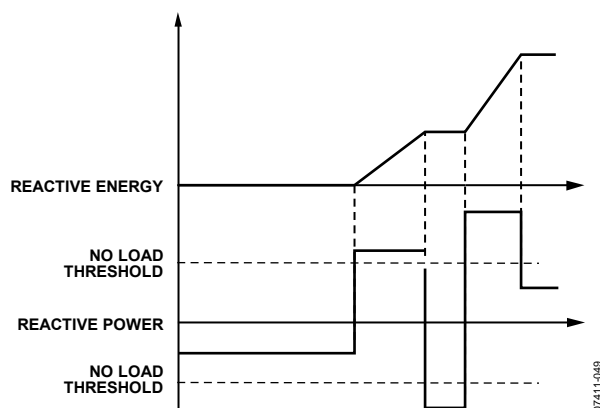 REACTIVE ENERGY
NO LOAD
THRESHOLD
REACTIVE POWER
NO LOAD
THRESHOLD
07411-049